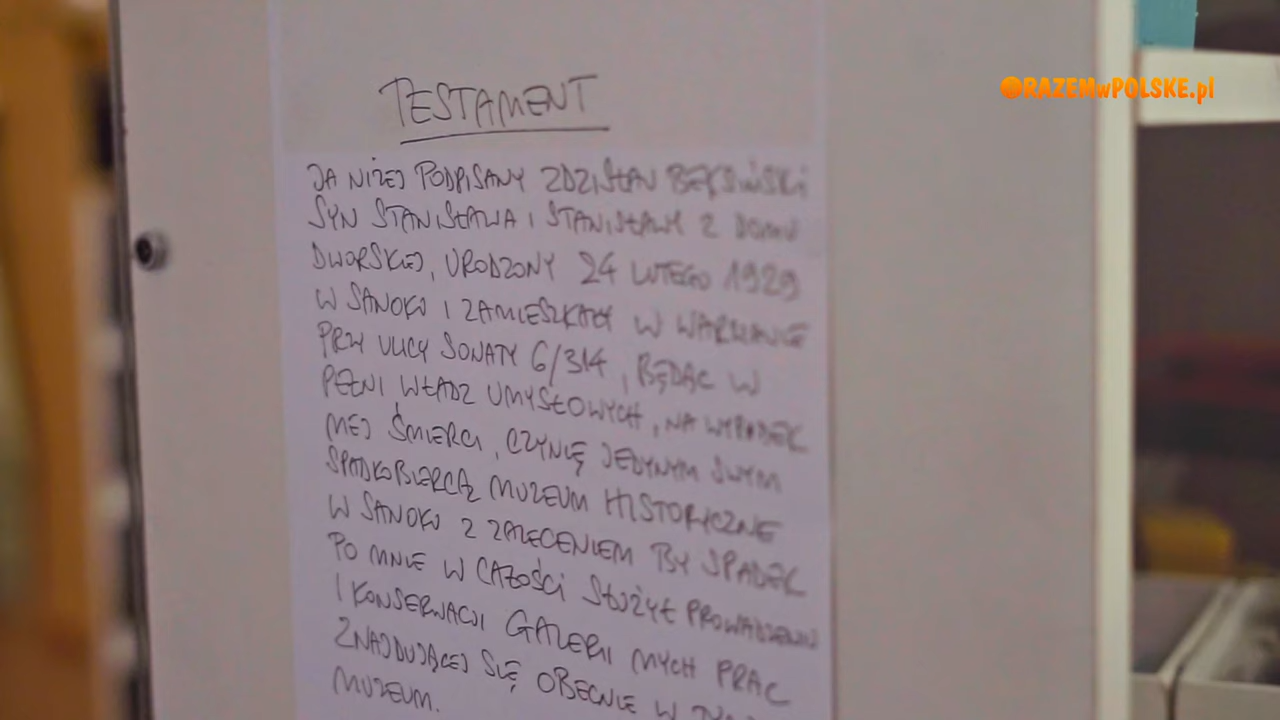 ORAZEMwPOLSKE.pl
TESTAMENT
JA NIŻEJ PODPISANY ZDZISŁAW BEKSIŃSKI
SYN STANISŁAWA I STANISŁAWY Z DOMU
DWORSKIEJ, URODZONY 24 LUTEGO 1929
W SANOKU I ZAMIESZKAŁY W WARSZAWIE
PRZY ULICY SONATY 6/314, BĘDĄC W
PEŁNI WŁADZ UMYSŁOWYCH, NA WYPADEK
MEJ ŚMIERCI, CZYNIĘ JEDYNYM SWYM
SPADKOBIERCĄ MUZEUM HISTORYCZNE
W SANOKU Z ZALECENIEM BY SPADEK
PO MNIE W CAŁOŚCI SŁUŻYŁ PROWADZENIU
I KONSERWACJI GALERII MYCH PRAC
ZNAJDUJĄCEJ SIĘ OBECNIE W
MUZEUM.